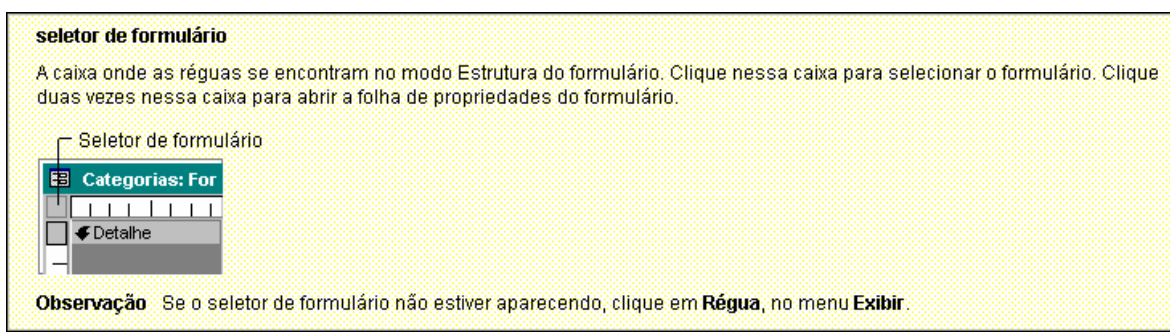 seletor de formulário
A caixa onde as réguas se encontram no modo Estrutura do formulário. Clique nessa caixa para selecionar o formulário. Clique
duas vezes nessa caixa para abrir a folha de propriedades do formulário.
Seletor de formulário
Categorias: For
Detalhe
Observação Se o seletor de formulário não estiver aparecendo, clique em Régua, no menu Exibir.